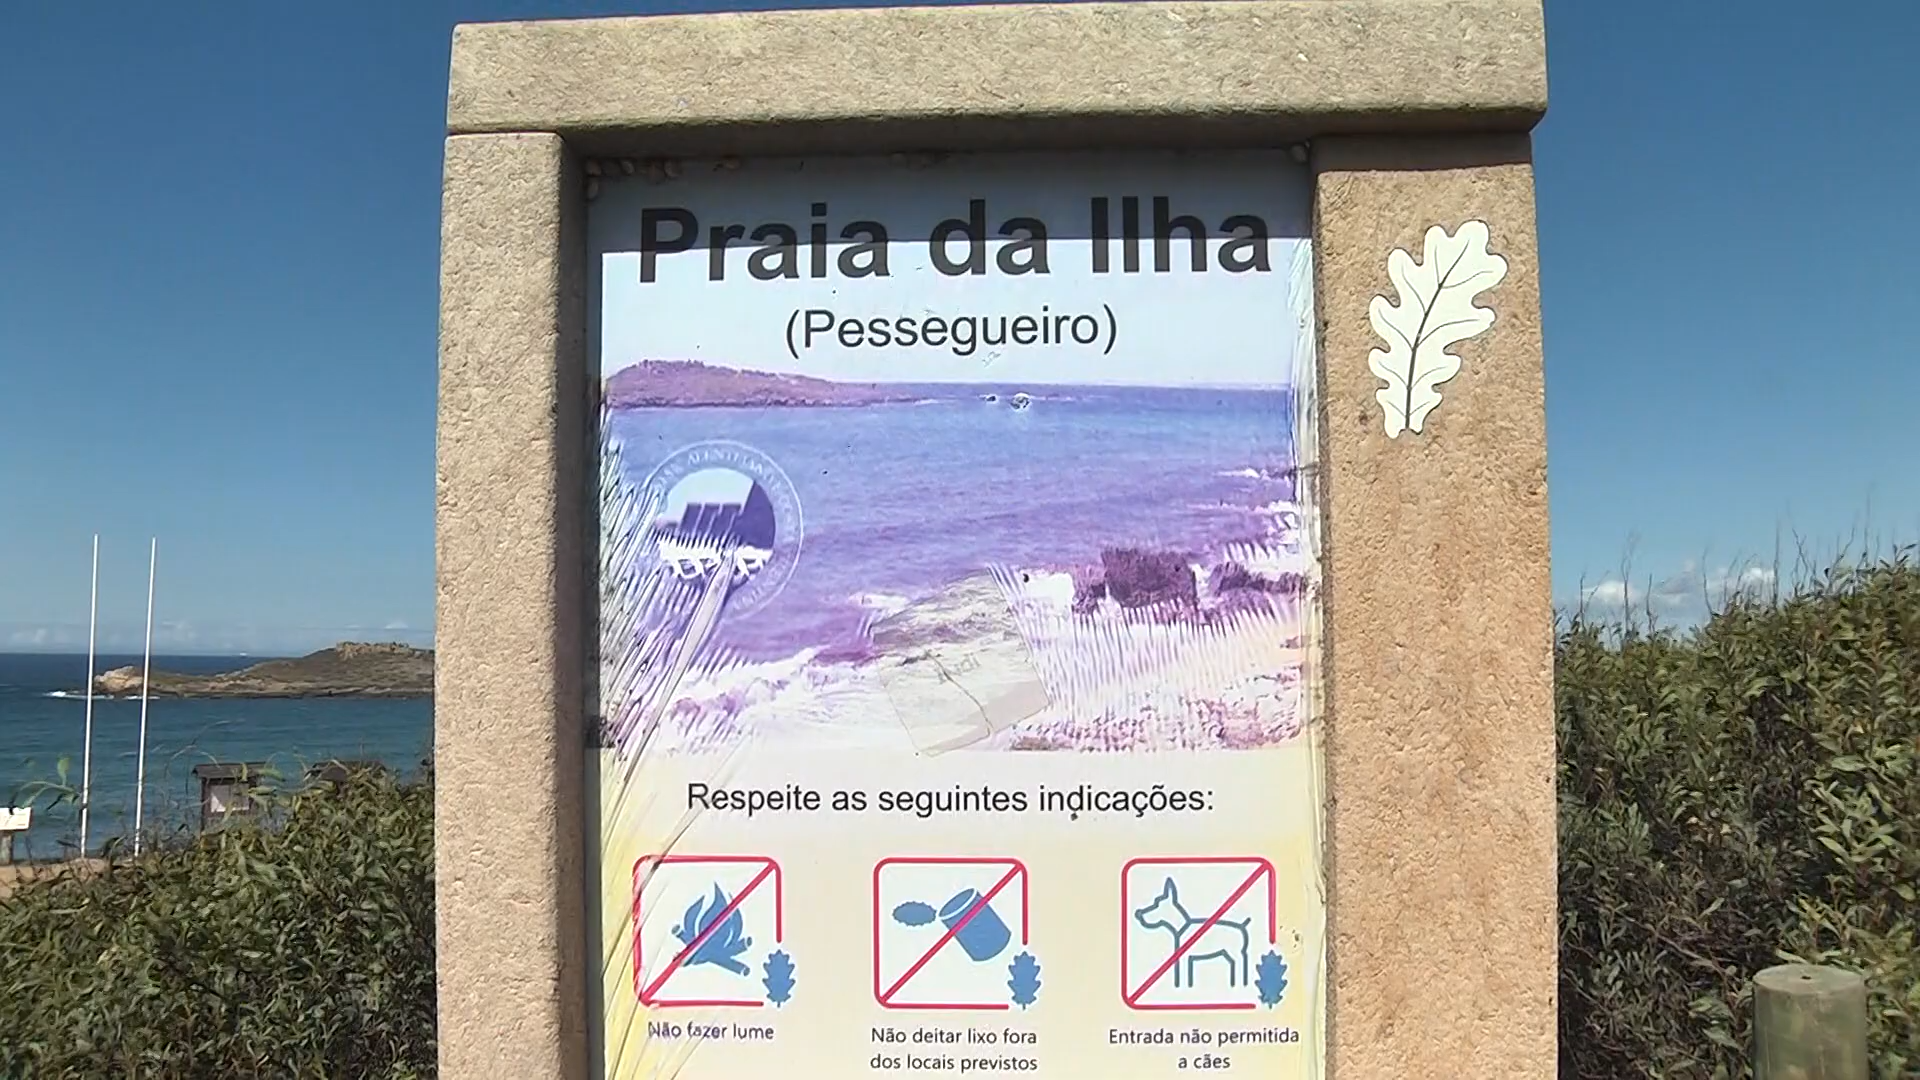 Praia da Ilha
(Pessegueiro)
Respeite as seguintes indicações:
Não fazer lume
Não deitar lixo fora
dos locais previstos
Entrada não permitida
a cães